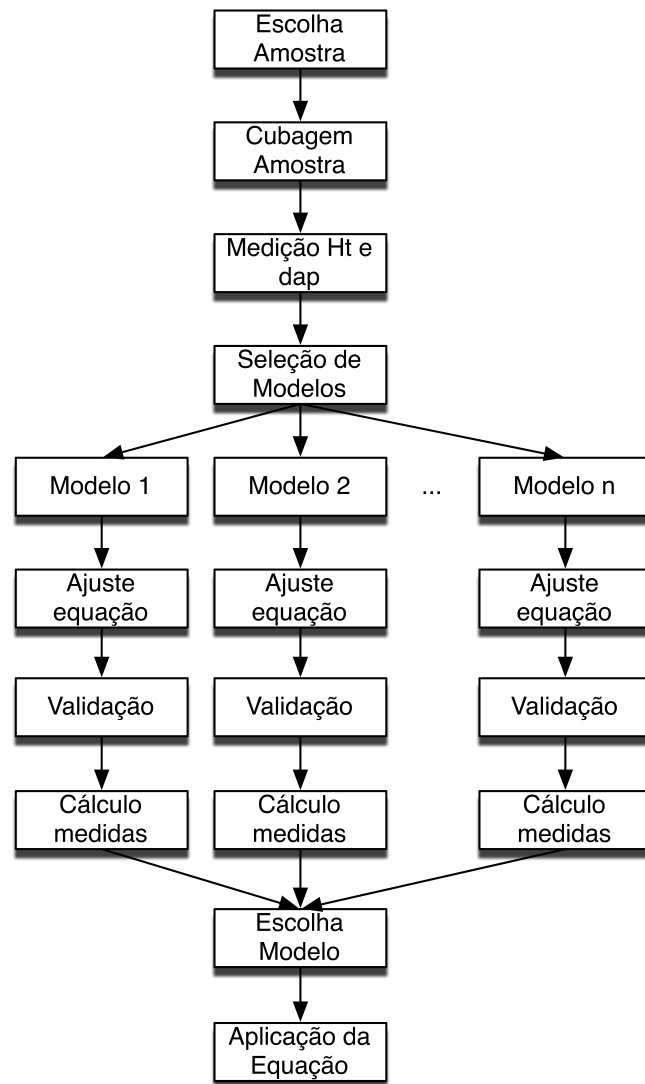 Escolha
Amostra
Cubagem
Amostra
Medição Ht e
dap
Seleção de
Modelos
Modelo 1
Modelo 2
...
Modelo n
Ajuste
equação
Ajuste
equação
Ajuste
equação
Validação
Validação
Validação
Cálculo
medidas
Cálculo
medidas
Cálculo
medidas
Escolha
Modelo
Aplicação da
Equação